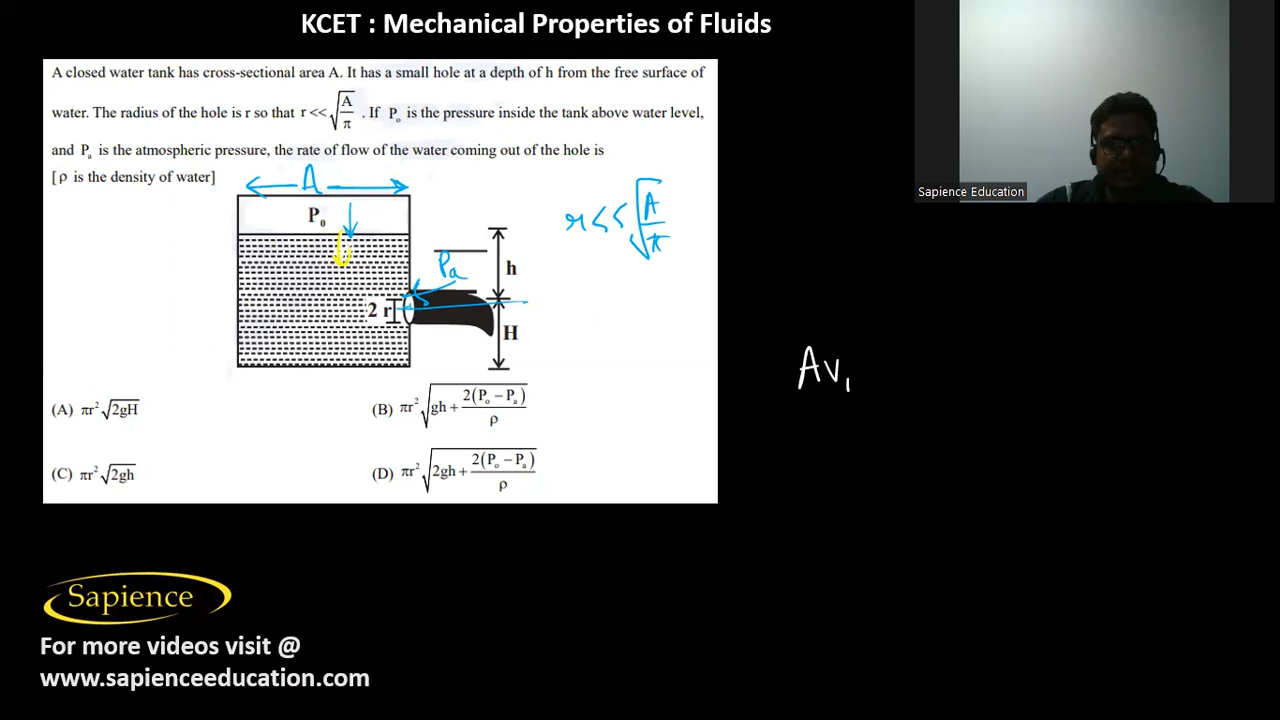 KCET : Mechanical Properties of Fluids
A closed water tank has cross-sectional area A. It has a small hole at a depth of h from the free surface of
water. The radius of the hole is r so that r << √(A/π) . If P₀ is the pressure inside the tank above water level,
and Pₐ is the atmospheric pressure, the rate of flow of the water coming out of the hole is
[ρ is the density of water]
A
P₀
r << √(A/π)
Pa
h
2 r
H
Av₁
(A) πr²√(2gH)
(B) πr²√(gh + 2(P₀ − Pₐ)/ρ)
(C) πr²√(2gh)
(D) πr²√(2gh + 2(P₀ − Pₐ)/ρ)
Sapience Education
Sapience
For more videos visit @
www.sapienceeducation.com